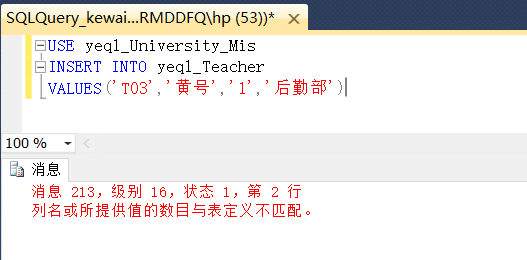 SQLQuery_kewai...RMDDFQ\hp (53))*
USE yeql_University_Mis
INSERT INTO yeql_Teacher
VALUES('T03','黄号','1','后勤部')
100 %
消息
消息 213，级别 16，状态 1，第 2 行
列名或所提供值的数目与表定义不匹配。